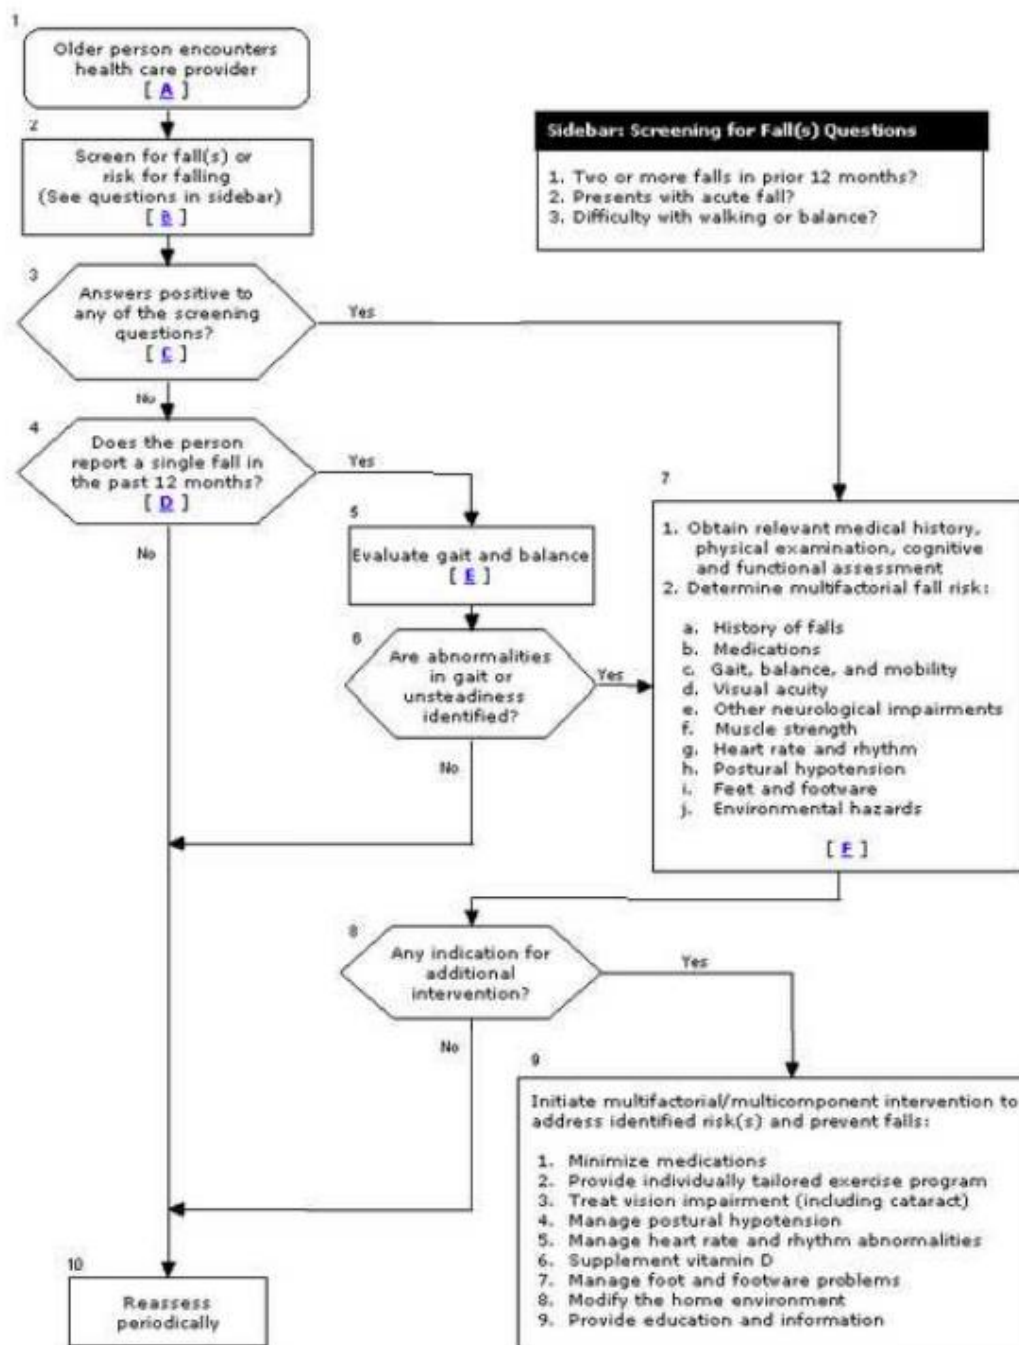 1
Older person encounters
health care provider
[ A ]
2
Screen for fall(s) or
risk for falling
(See questions in sidebar)
[ B ]
Sidebar: Screening for Fall(s) Questions
1. Two or more falls in prior 12 months?
2. Presents with acute fall?
3. Difficulty with walking or balance?
3
Answers positive to
any of the screening
questions?
[ C ]
Yes
No
4
Does the person
report a single fall in
the past 12 months?
[ D ]
Yes
No
5
Evaluate gait and balance
[ E ]
6
Are abnormalities
in gait or
unsteadiness
identified?
Yes
No
7
1. Obtain relevant medical history,
physical examination, cognitive
and functional assessment
2. Determine multifactorial fall risk:
a. History of falls
b. Medications
c. Gait, balance, and mobility
d. Visual acuity
e. Other neurological impairments
f. Muscle strength
g. Heart rate and rhythm
h. Postural hypotension
i. Feet and footware
j. Environmental hazards
[ F ]
8
Any indication for
additional
intervention?
Yes
No
9
Initiate multifactorial/multicomponent intervention to
address identified risk(s) and prevent falls:
1. Minimize medications
2. Provide individually tailored exercise program
3. Treat vision impairment (including cataract)
4. Manage postural hypotension
5. Manage heart rate and rhythm abnormalities
6. Supplement vitamin D
7. Manage foot and footware problems
8. Modify the home environment
9. Provide education and information
10
Reassess
periodically